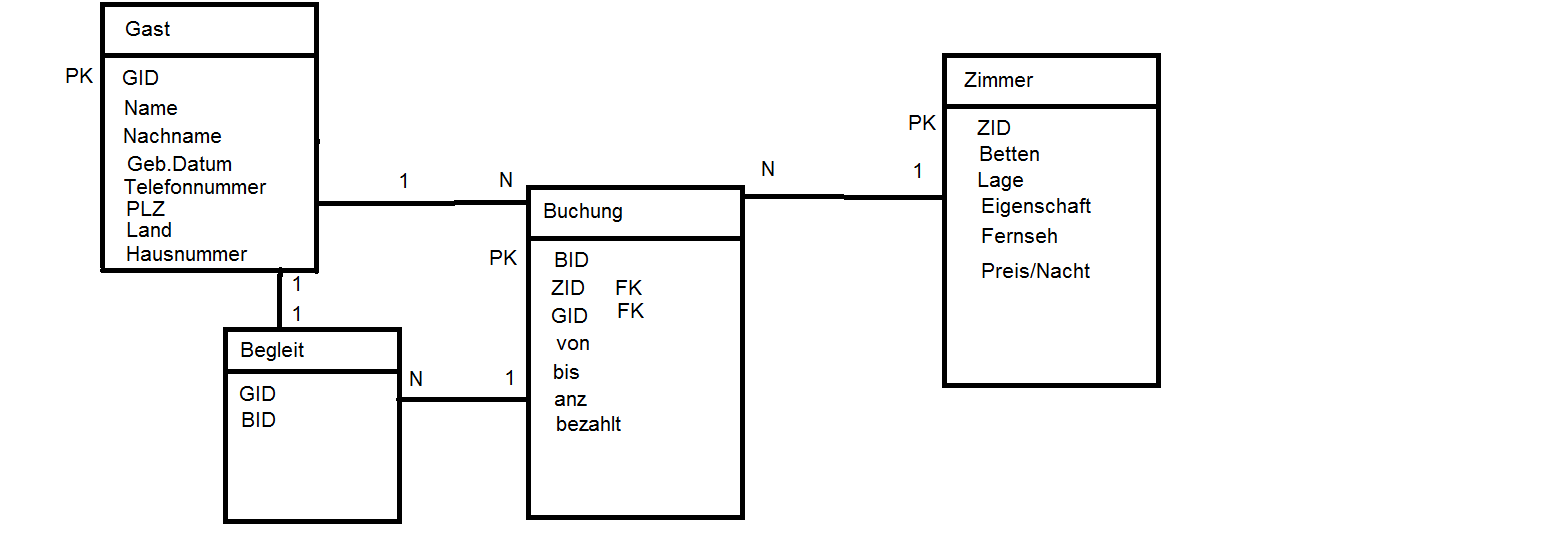 Gast
PK GID
Name
Nachname
Geb.Datum
Telefonnummer
PLZ
Land
Hausnummer
1 N
1
1
Begleit
GID
BID
N 1
Buchung
PK BID
ZID FK
GID FK
von
bis
anz
bezahlt
N 1
Zimmer
PK ZID
Betten
Lage
Eigenschaft
Fernseh
Preis/Nacht